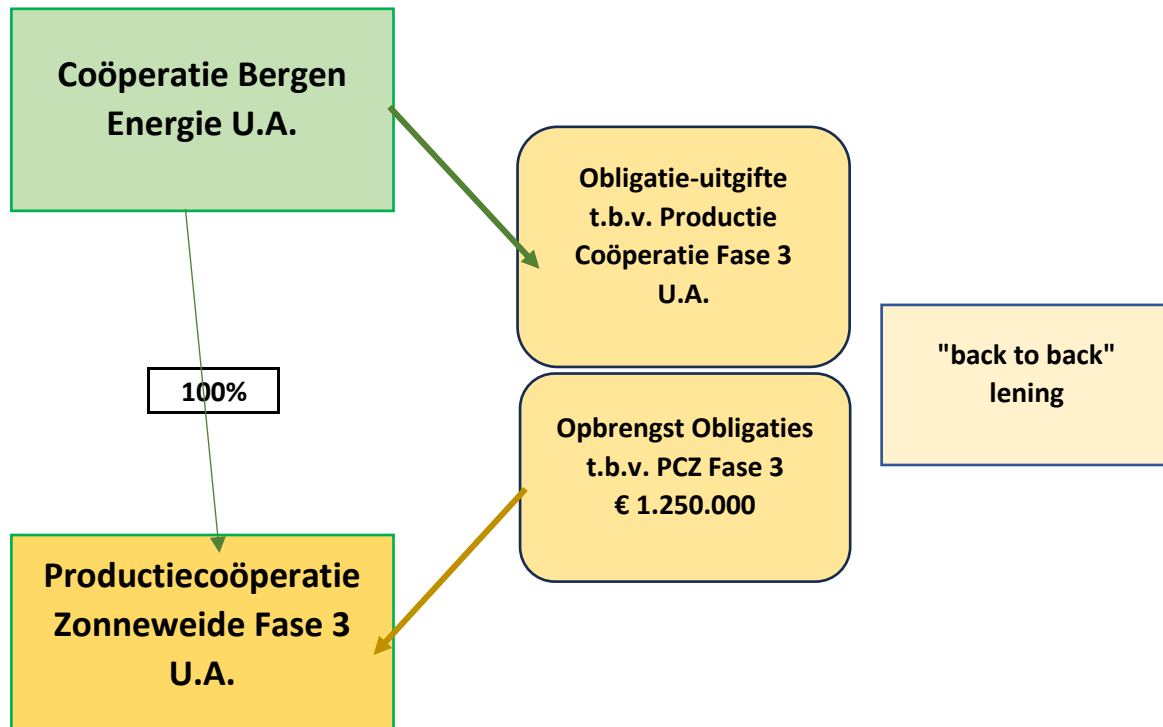 Coöperatie Bergen
Energie U.A.
Obligatie-uitgifte
t.b.v. Productie
Coöperatie Fase 3
U.A.
"back to back"
lening
100%
Opbrengst Obligaties
t.b.v. PCZ Fase 3
€ 1.250.000
Productiecoöperatie
Zonneweide Fase 3
U.A.